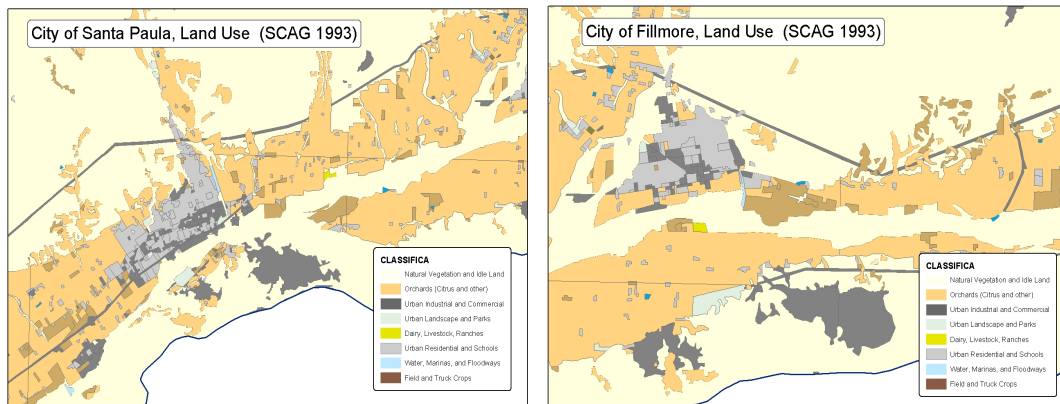 City of Santa Paula, Land Use (SCAG 1993)
CLASSIFICA
Natural Vegetation and Idle Land
Orchards (Citrus and other)
Urban Industrial and Commercial
Urban Landscape and Parks
Dairy, Livestock, Ranches
Urban Residential and Schools
Water, Marinas, and Floodways
Field and Truck Crops
City of Fillmore, Land Use (SCAG 1993)
CLASSIFICA
Natural Vegetation and Idle Land
Orchards (Citrus and other)
Urban Industrial and Commercial
Urban Landscape and Parks
Dairy, Livestock, Ranches
Urban Residential and Schools
Water, Marinas, and Floodways
Field and Truck Crops